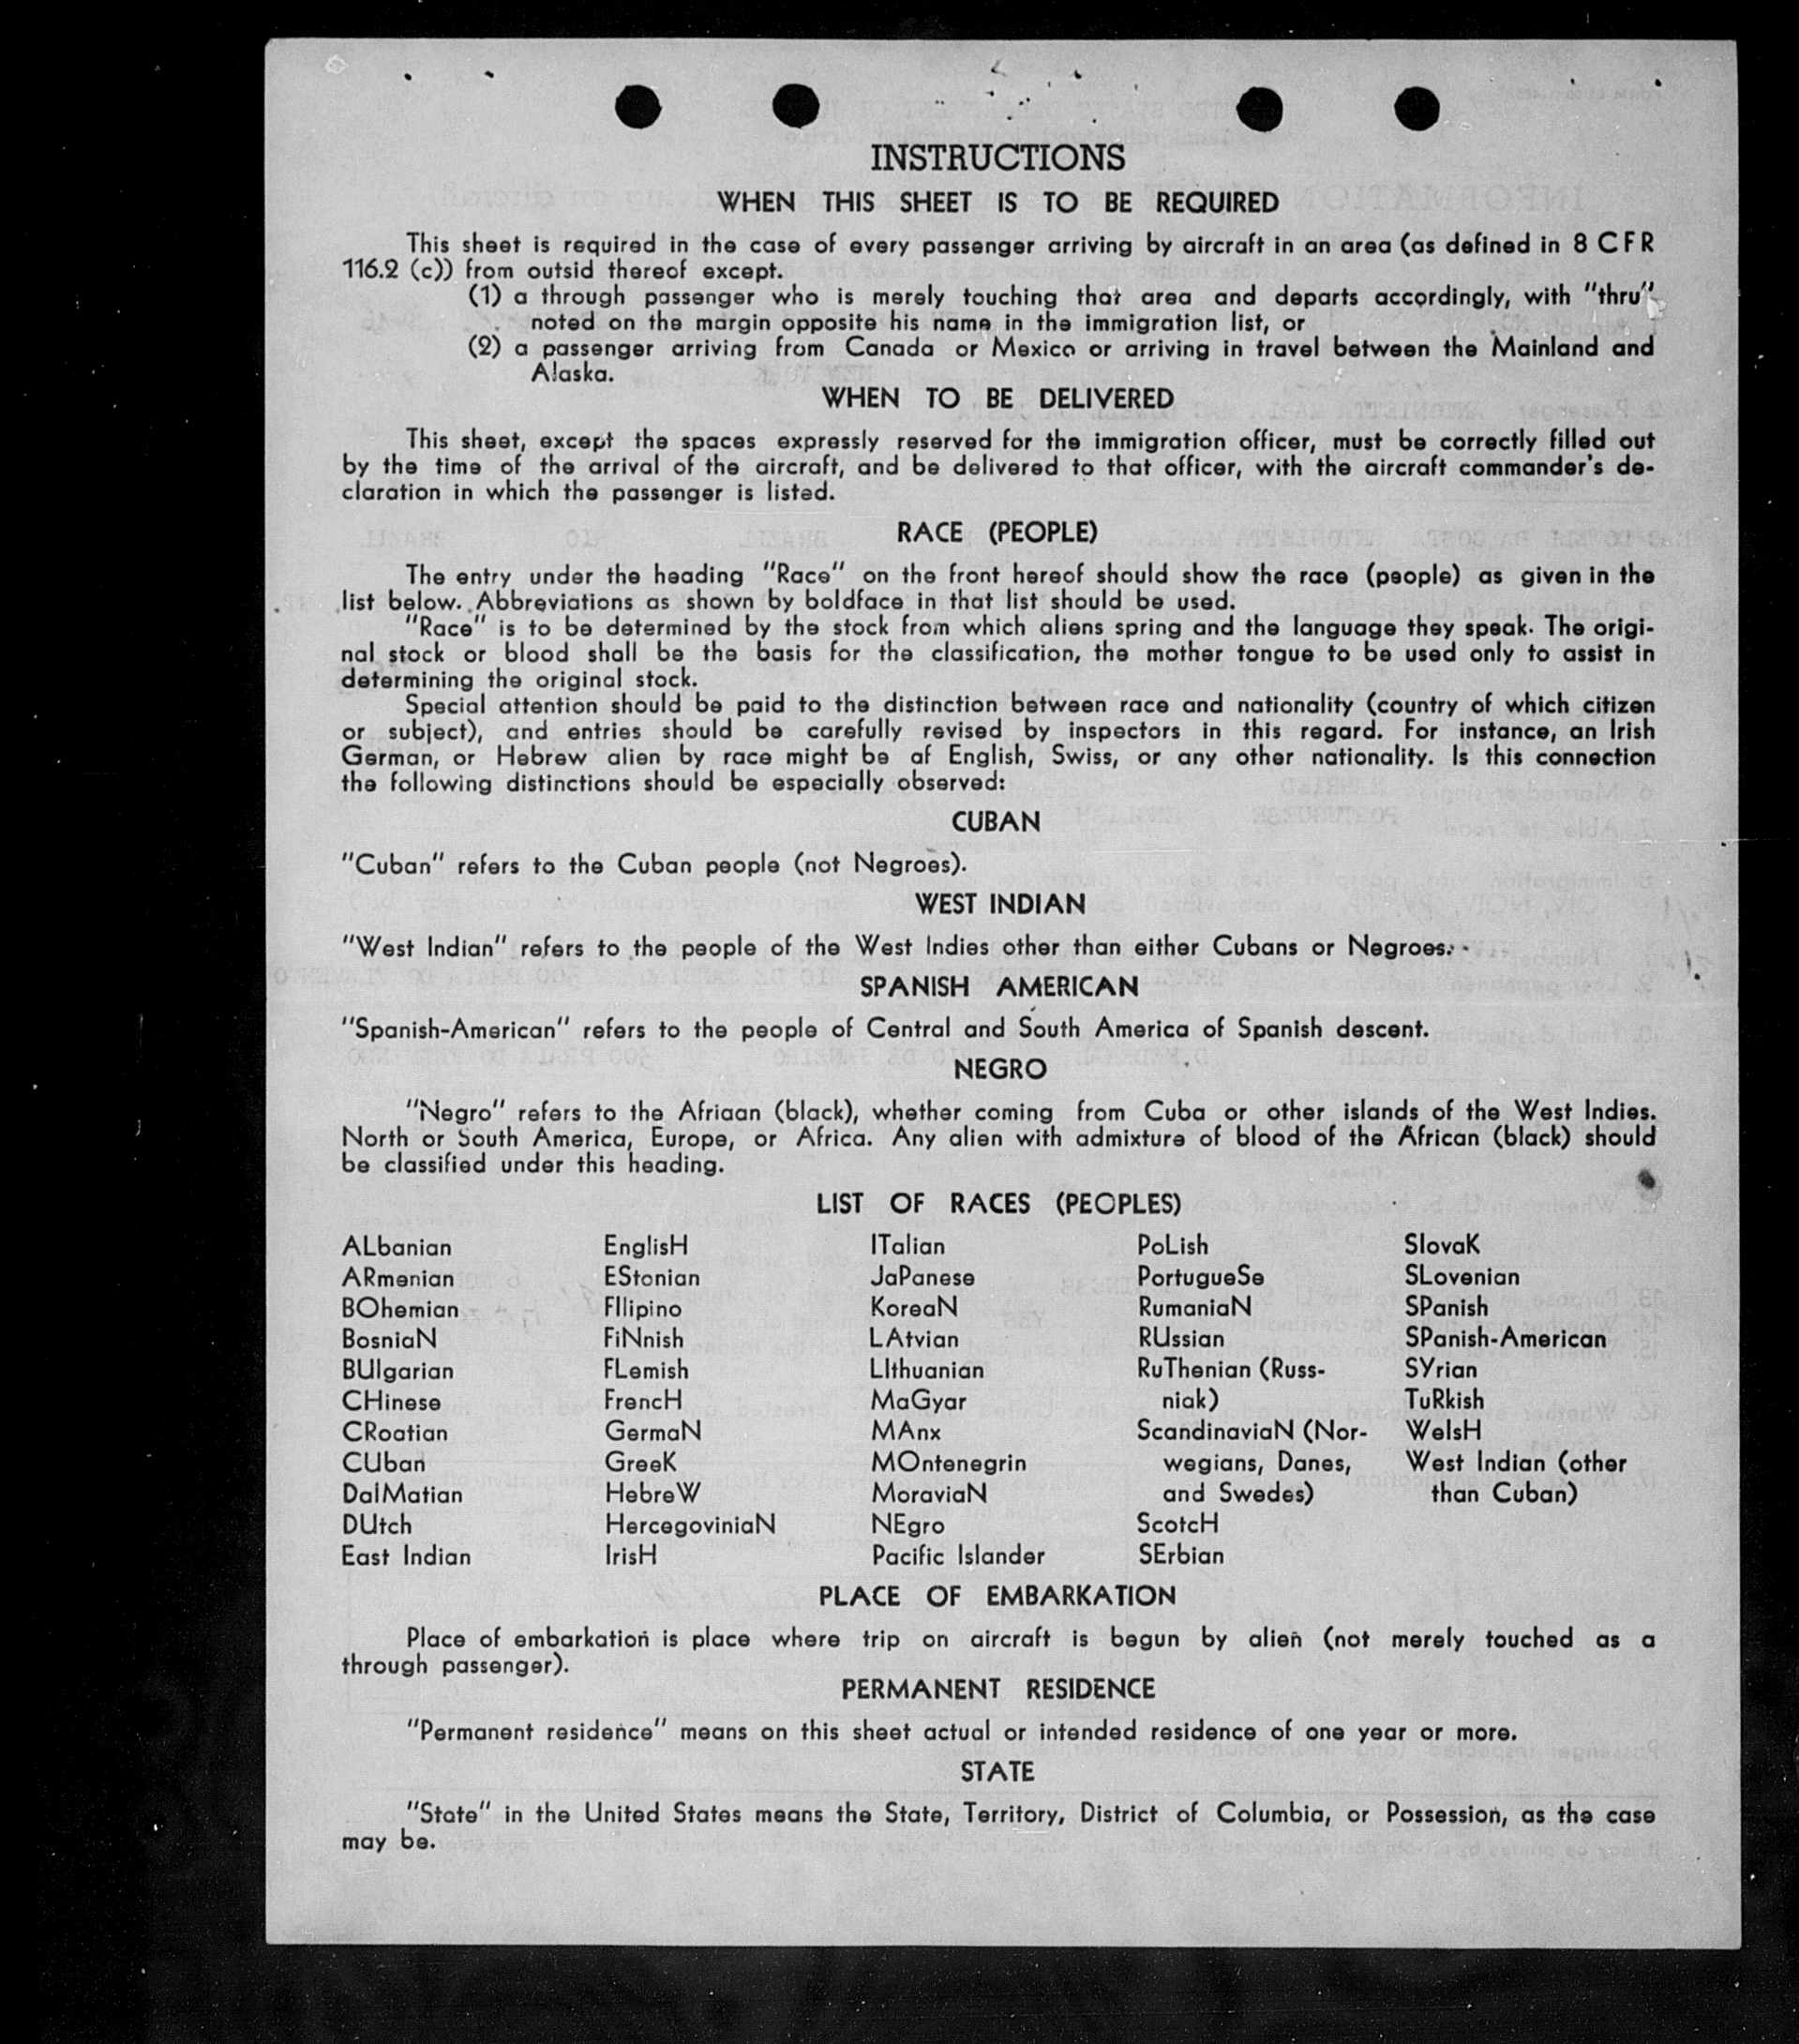 INSTRUCTIONS
WHEN THIS SHEET IS TO BE REQUIRED
This sheet is required in the case of every passenger arriving by aircraft in an area (as defined in 8 CFR
116.2 (c)) from outsid thereof except.
(1) a through passenger who is merely touching that area and departs accordingly, with "thru"
noted on the margin opposite his name in the immigration list, or
(2) a passenger arriving from Canada or Mexico or arriving in travel between the Mainland and
Alaska.
WHEN TO BE DELIVERED
This sheet, except the spaces expressly reserved for the immigration officer, must be correctly filled out
by the time of the arrival of the aircraft, and be delivered to that officer, with the aircraft commander's de-
claration in which the passenger is listed.
RACE (PEOPLE)
The entry under the heading "Race" on the front hereof should show the race (people) as given in the
list below. Abbreviations as shown by boldface in that list should be used.
"Race" is to be determined by the stock from which aliens spring and the language they speak. The origi-
nal stock or blood shall be the basis for the classification, the mother tongue to be used only to assist in
determining the original stock.
Special attention should be paid to the distinction between race and nationality (country of which citizen
or subject), and entries should be carefully revised by inspectors in this regard. For instance, an Irish
German, or Hebrew alien by race might be af English, Swiss, or any other nationality. Is this connection
the following distinctions should be especially observed:
CUBAN
"Cuban" refers to the Cuban people (not Negroes).
WEST INDIAN
"West Indian" refers to the people of the West Indies other than either Cubans or Negroes.
SPANISH AMERICAN
"Spanish-American" refers to the people of Central and South America of Spanish descent.
NEGRO
"Negro" refers to the Afriaan (black), whether coming from Cuba or other islands of the West Indies.
North or South America, Europe, or Africa. Any alien with admixture of blood of the African (black) should
be classified under this heading.
LIST OF RACES (PEOPLES)
ALbanian
ARmenian
BOhemian
BosniaN
BUlgarian
CHinese
CRoatian
CUban
DalMatian
DUtch
East Indian
EnglisH
EStonian
FIlipino
FiNnish
FLemish
FrencH
GermaN
GreeK
HebreW
HercegoviniaN
IrisH
ITalian
JaPanese
KoreaN
LAtvian
LIthuanian
MaGyar
MAnx
MOntenegrin
MoraviaN
NEgro
Pacific Islander
PoLish
PortugueSe
RumaniaN
RUssian
RuThenian (Russ-
niak)
ScandinaviaN (Nor-
wegians, Danes,
and Swedes)
ScotcH
SErbian
SlovaK
SLovenian
SPanish
SPanish-American
SYrian
TuRkish
WelsH
West Indian (other
than Cuban)
PLACE OF EMBARKATION
Place of embarkation is place where trip on aircraft is begun by alien (not merely touched as a
through passenger).
PERMANENT RESIDENCE
"Permanent residence" means on this sheet actual or intended residence of one year or more.
STATE
"State" in the United States means the State, Territory, District of Columbia, or Possession, as the case
may be.